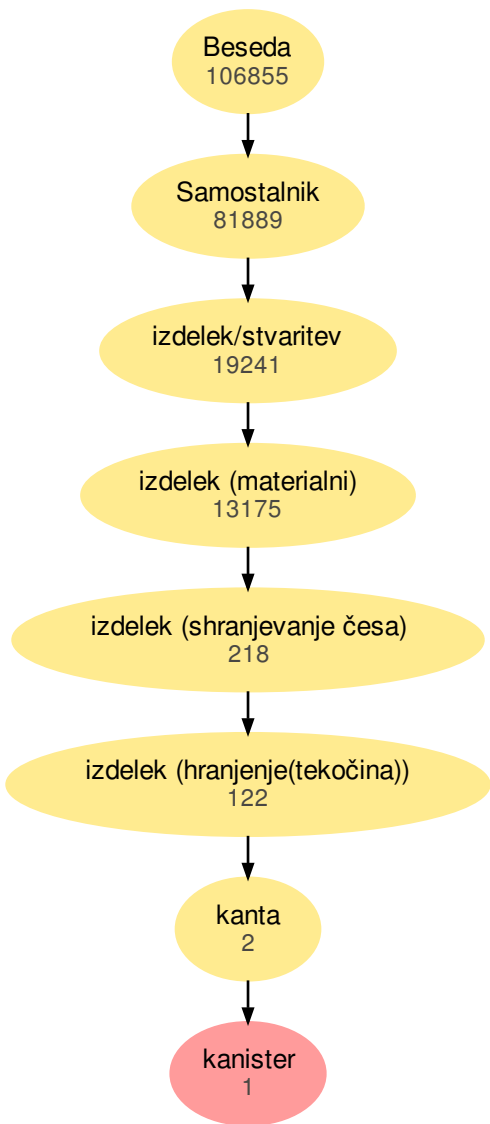 Beseda
106855
Samostalnik
81889
izdelek/stvaritev
19241
izdelek (materialni)
13175
izdelek (shranjevanje česa)
218
izdelek (hranjenje(tekočina))
122
kanta
2
kanister
1